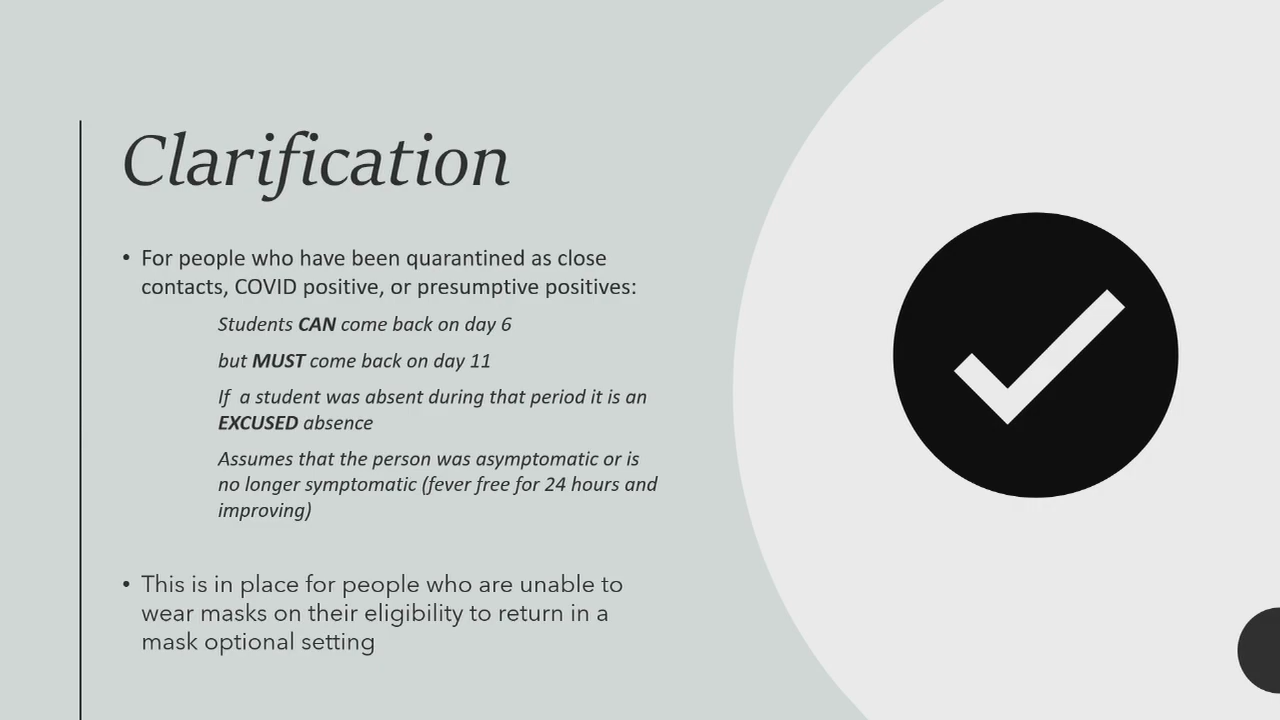 Clarification
• For people who have been quarantined as close
contacts, COVID positive, or presumptive positives:
Students CAN come back on day 6
but MUST come back on day 11
If  a student was absent during that period it is an
EXCUSED absence
Assumes that the person was asymptomatic or is
no longer symptomatic (fever free for 24 hours and
improving)
• This is in place for people who are unable to
wear masks on their eligibility to return in a
mask optional setting